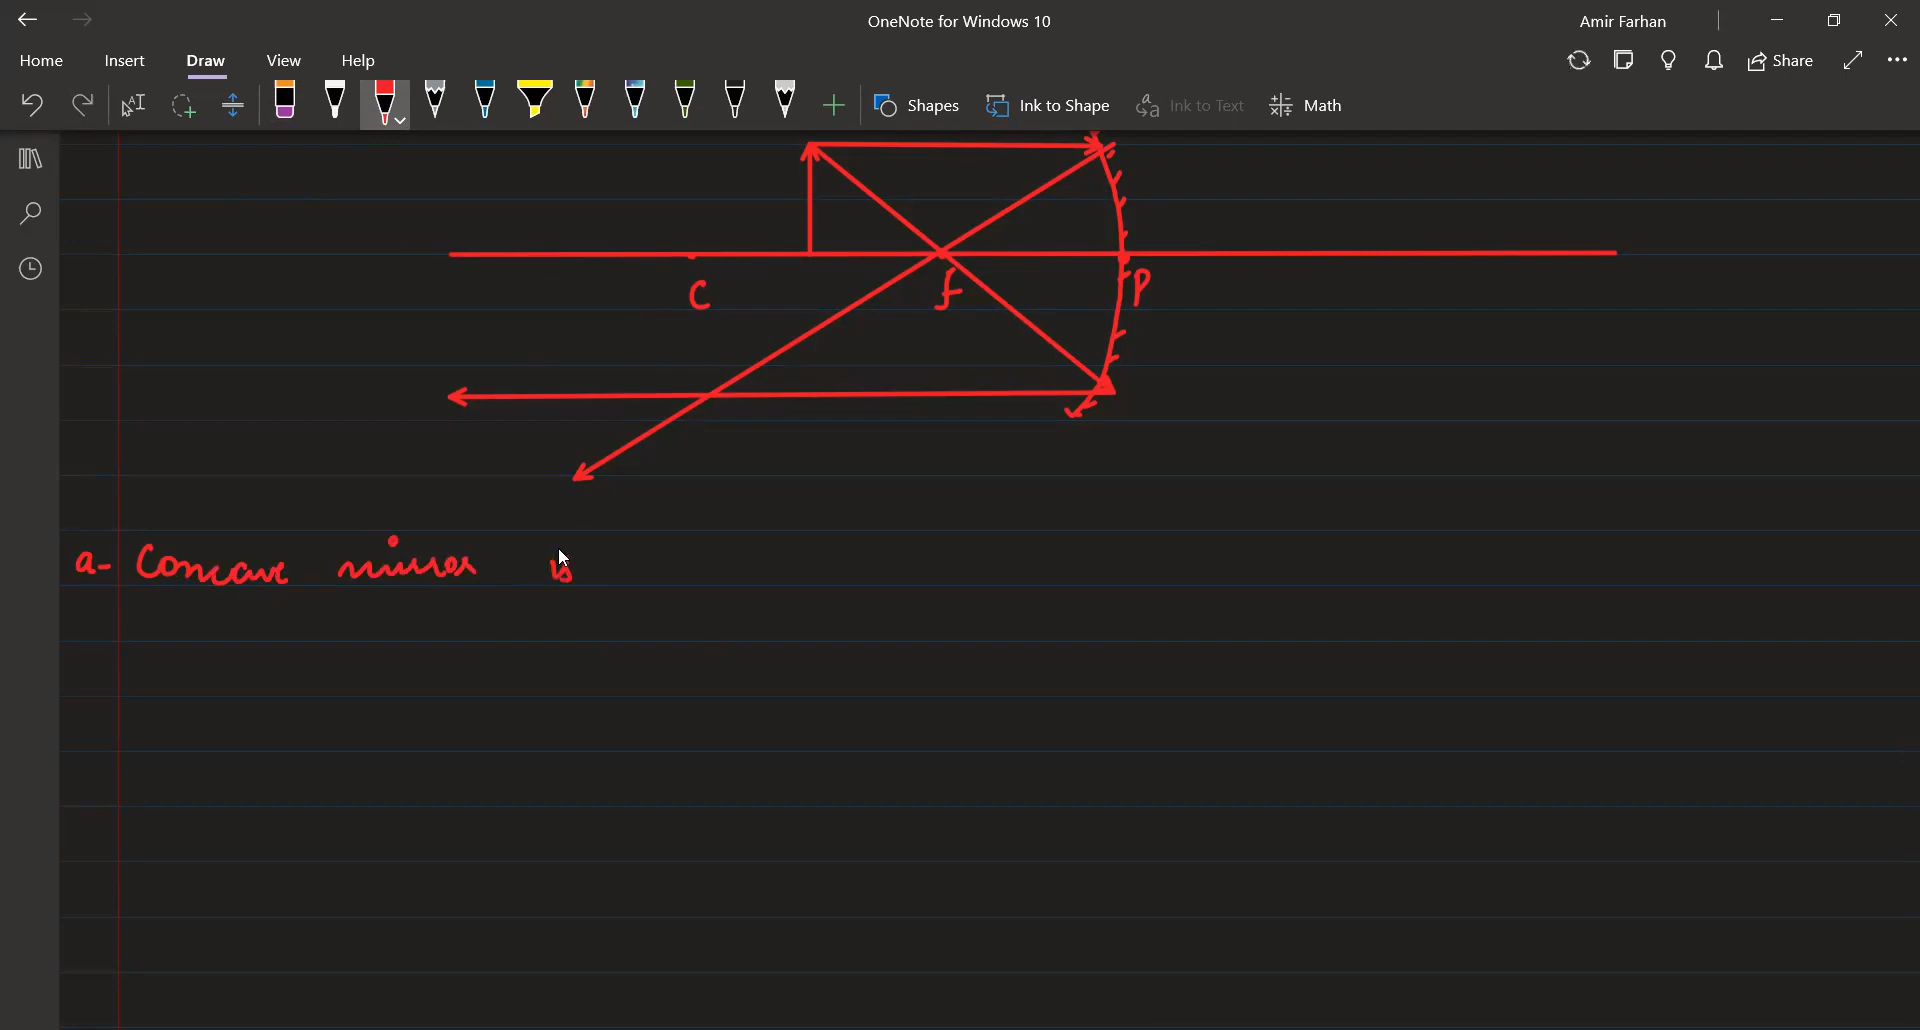 OneNote for Windows 10
Amir Farhan
Home Insert Draw View Help
Share
Shapes Ink to Shape Ink to Text Math
C f P
a- Concave mirror is